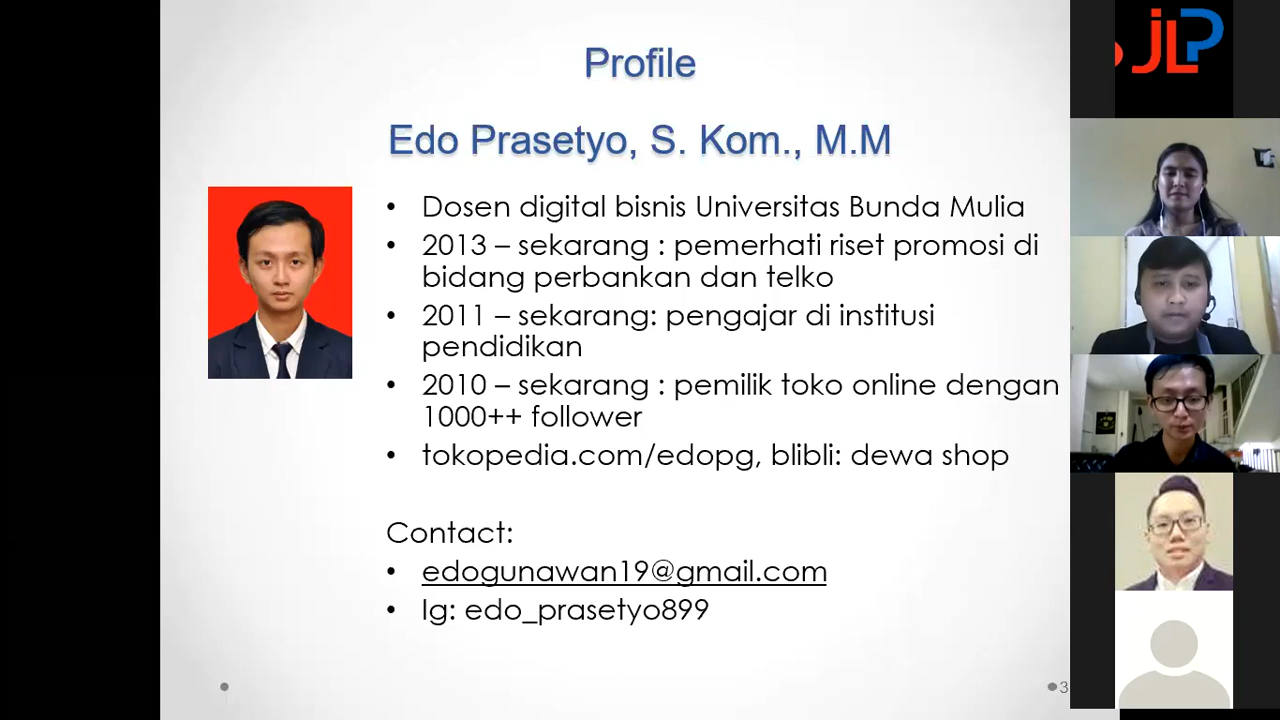 Profile
Edo Prasetyo, S. Kom., M.M
• Dosen digital bisnis Universitas Bunda Mulia
• 2013 – sekarang : pemerhati riset promosi di
bidang perbankan dan telko
• 2011 – sekarang: pengajar di institusi
pendidikan
• 2010 – sekarang : pemilik toko online dengan
1000++ follower
• tokopedia.com/edopg, blibli: dewa shop
Contact:
• edogunawan19@gmail.com
• Ig: edo_prasetyo899
3
JLP